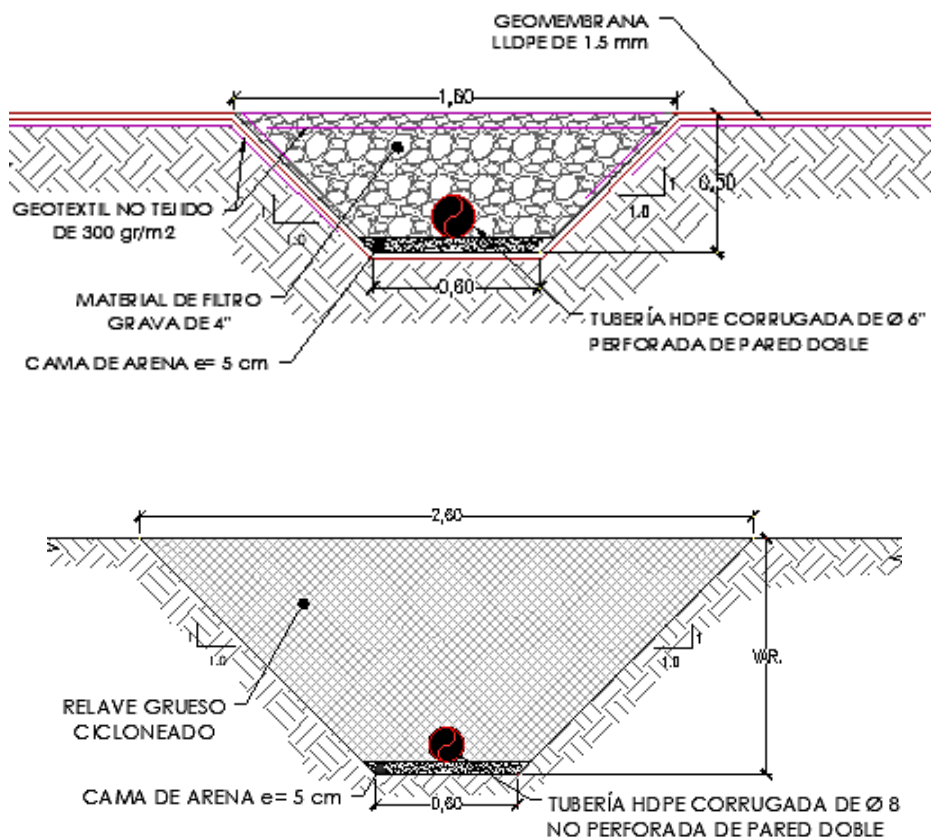 GEOMEMBRANA
LLDPE DE 1.5 mm
1,60
0,50
1
1.0
1
1.0
GEOTEXTIL NO TEJIDO
DE 300 gr/m2
0,60
MATERIAL DE FILTRO
GRAVA DE 4"
TUBERÍA HDPE CORRUGADA DE Ø 6"
PERFORADA DE PARED DOBLE
CAMA DE ARENA e= 5 cm
2,60
1
1.0
1
1.0
VAR.
RELAVE GRUESO
CICLONEADO
CAMA DE ARENA e= 5 cm
0,60
TUBERÍA HDPE CORRUGADA DE Ø 8
NO PERFORADA DE PARED DOBLE